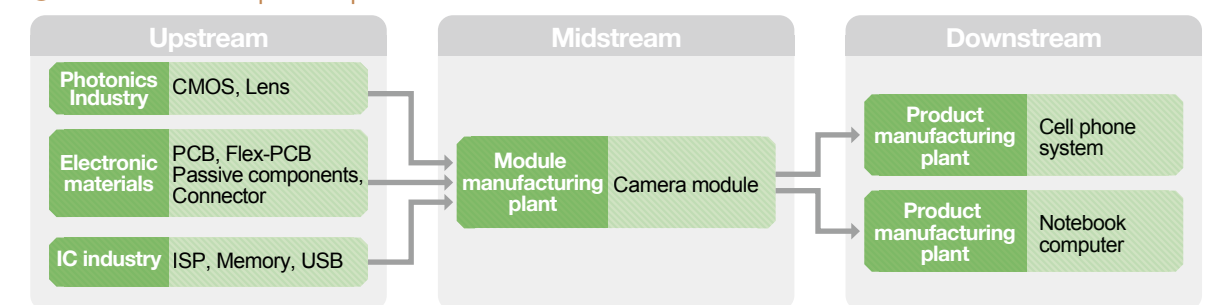 Upstream
Photonics
Industry
CMOS, Lens
Electronic
materials
PCB, Flex-PCB
Passive components,
Connector
IC industry
ISP, Memory, USB
Midstream
Module
manufacturing
plant
Camera module
Downstream
Product
manufacturing
plant
Cell phone
system
Product
manufacturing
plant
Notebook
computer